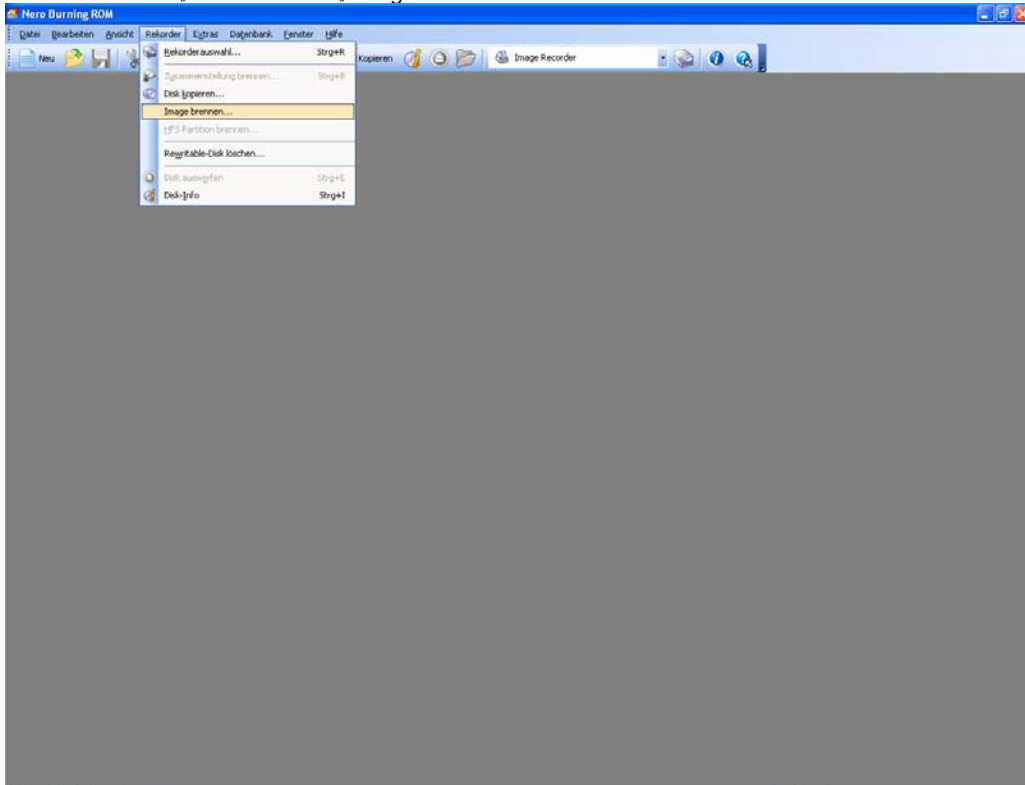 Nero Burning ROM
Datei Bearbeiten Ansicht Rekorder Extras Datenbank Fenster Hilfe
Neu Kopieren Image Recorder
Rekorderauswahl... Strg+R
Zusammenstellung brennen... Strg+B
Disk kopieren...
Image brennen...
HFS Partition brennen...
Rewritable-Disk löschen...
Disk auswerfen Strg+E
Disk-Info Strg+I